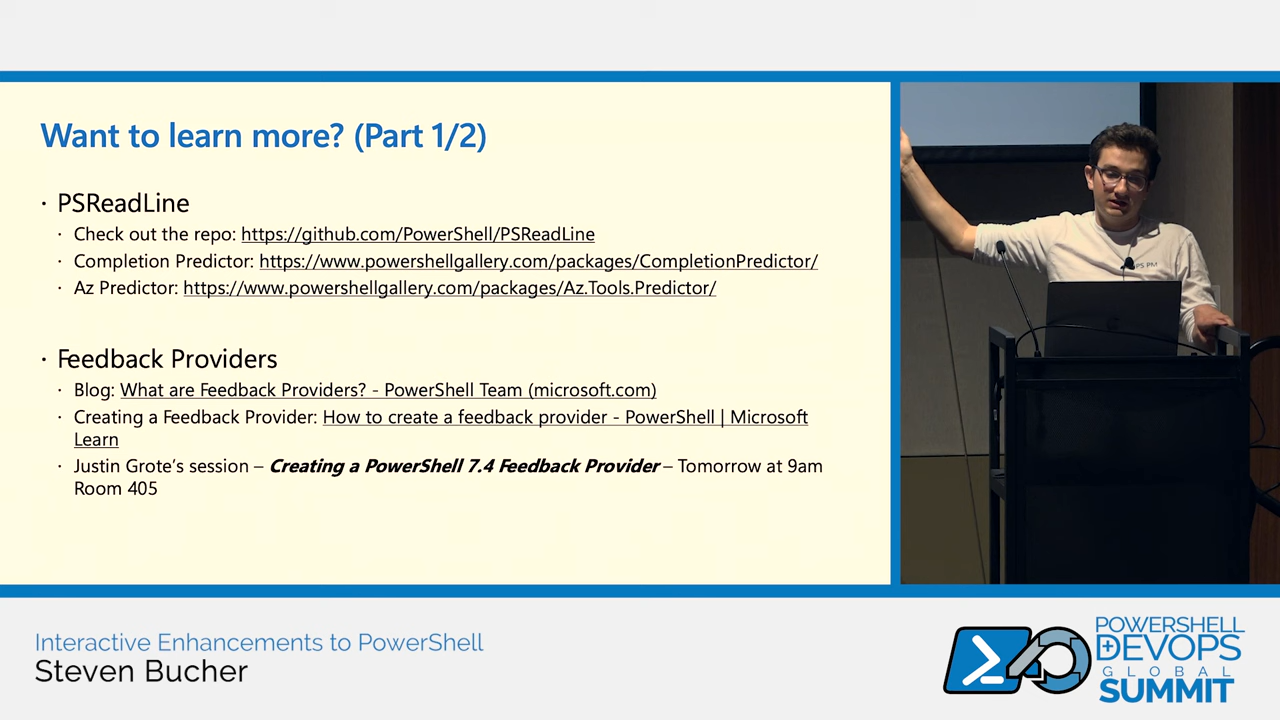 Want to learn more? (Part 1/2)
· PSReadLine
· Check out the repo: https://github.com/PowerShell/PSReadLine
· Completion Predictor: https://www.powershellgallery.com/packages/CompletionPredictor/
· Az Predictor: https://www.powershellgallery.com/packages/Az.Tools.Predictor/
· Feedback Providers
· Blog: What are Feedback Providers? - PowerShell Team (microsoft.com)
· Creating a Feedback Provider: How to create a feedback provider - PowerShell | Microsoft
Learn
· Justin Grote’s session – Creating a PowerShell 7.4 Feedback Provider – Tomorrow at 9am
Room 405
PS PM
Interactive Enhancements to PowerShell
Steven Bucher
POWERSHELL
DEVOPS
GLOBAL
SUMMIT